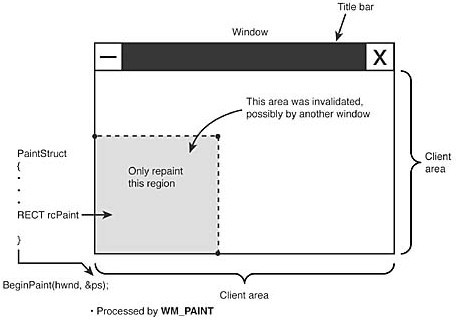 Title bar
Window
X
This area was invalidated,
possibly by another window
PaintStruct
{
.
.
.
RECT rcPaint
}
Only repaint
this region
Client
area
BeginPaint(hwnd, &ps);
Client area
• Processed by WM_PAINT